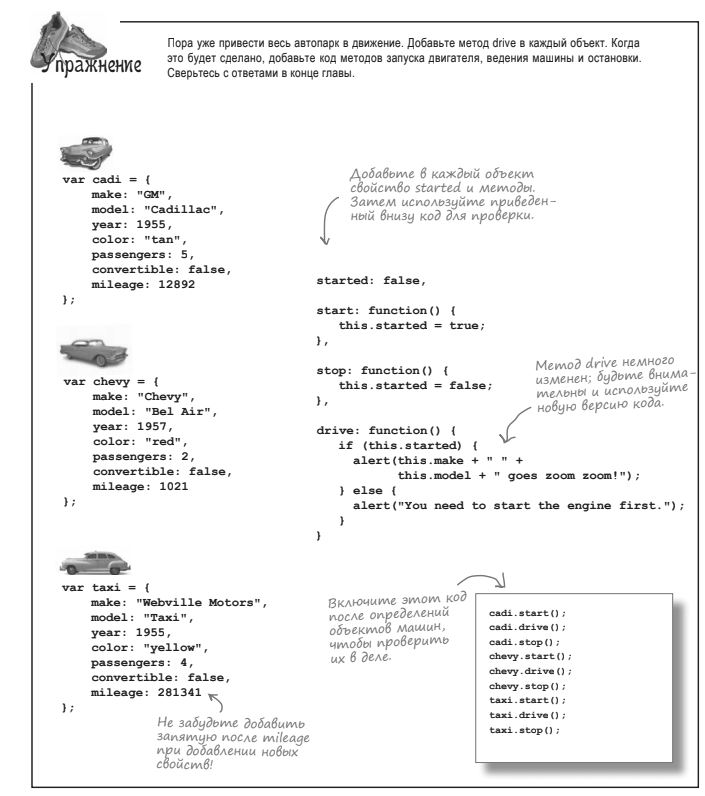 Упражнение
Пора уже привести весь автопарк в движение. Добавьте метод drive в каждый объект. Когда
это будет сделано, добавьте код методов запуска двигателя, ведения машины и остановки.
Сверьтесь с ответами в конце главы.
var cadi = {
make: "GM",
model: "Cadillac",
year: 1955,
color: "tan",
passengers: 5,
convertible: false,
mileage: 12892
};
var chevy = {
make: "Chevy",
model: "Bel Air",
year: 1957,
color: "red",
passengers: 2,
convertible: false,
mileage: 1021
};
var taxi = {
make: "Webville Motors",
model: "Taxi",
year: 1955,
color: "yellow",
passengers: 4,
convertible: false,
mileage: 281341
};
Не забудьте добавить
запятую после mileage
при добавлении новых
свойств!
Добавьте в каждый объект
свойство started и методы.
Затем используйте приведен-
ный внизу код для проверки.
started: false,
start: function() {
this.started = true;
},
stop: function() {
this.started = false;
},
drive: function() {
if (this.started) {
alert(this.make + " " +
this.model + " goes zoom zoom!");
} else {
alert("You need to start the engine first.");
}
}
Метод drive немного
изменен; будьте внима-
тельны и используйте
новую версию кода.
Включите этот код
после определений
объектов машин,
чтобы проверить
их в деле.
cadi.start();
cadi.drive();
cadi.stop();
chevy.start();
chevy.drive();
chevy.stop();
taxi.start();
taxi.drive();
taxi.stop();